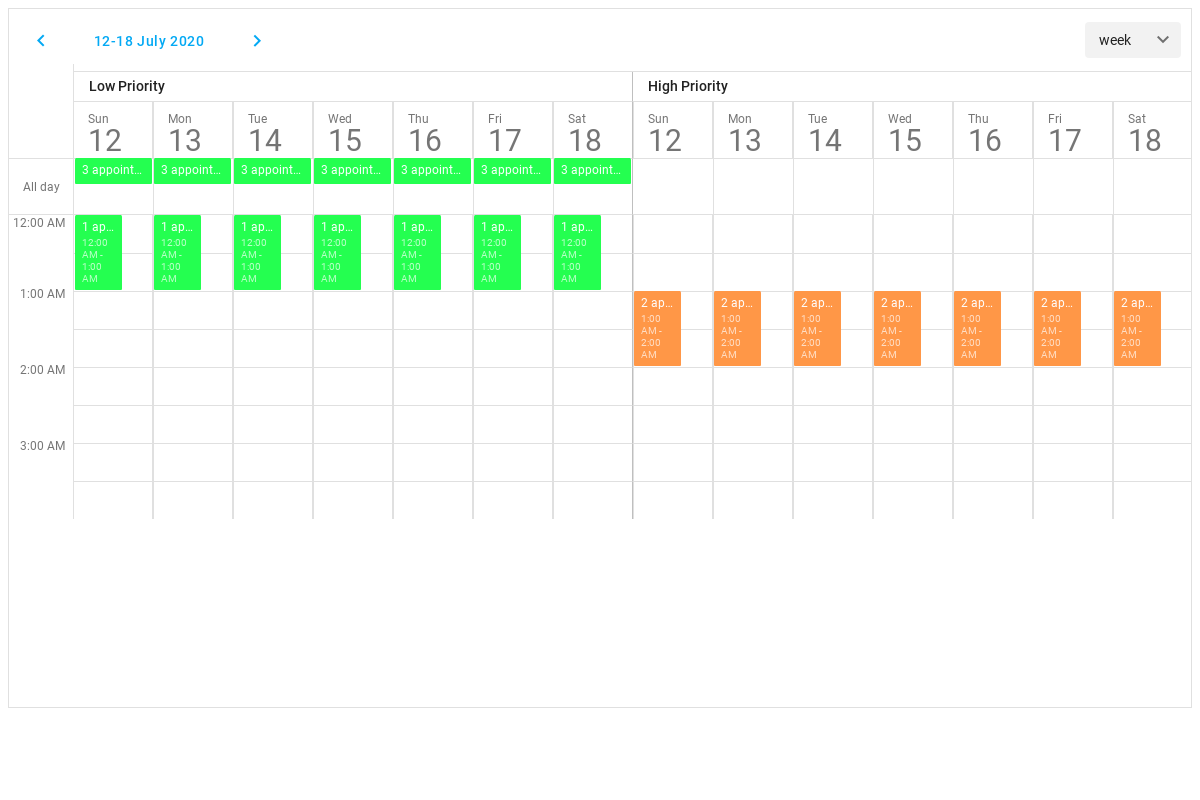 12-18 July 2020
week
Low Priority
High Priority
Sun Mon Tue Wed Thu Fri Sat Sun Mon Tue Wed Thu Fri Sat
12 13 14 15 16 17 18 12 13 14 15 16 17 18
All day
3 appoint... 3 appoint... 3 appoint... 3 appoint... 3 appoint... 3 appoint... 3 appoint...
12:00 AM
1 ap... 1 ap... 1 ap... 1 ap... 1 ap... 1 ap... 1 ap...
12:00 12:00 12:00 12:00 12:00 12:00 12:00
AM - AM - AM - AM - AM - AM - AM -
1:00 1:00 1:00 1:00 1:00 1:00 1:00
AM AM AM AM AM AM AM
1:00 AM
2 ap... 2 ap... 2 ap... 2 ap... 2 ap... 2 ap... 2 ap...
1:00 1:00 1:00 1:00 1:00 1:00 1:00
AM - AM - AM - AM - AM - AM - AM -
2:00 2:00 2:00 2:00 2:00 2:00 2:00
AM AM AM AM AM AM AM
2:00 AM
3:00 AM